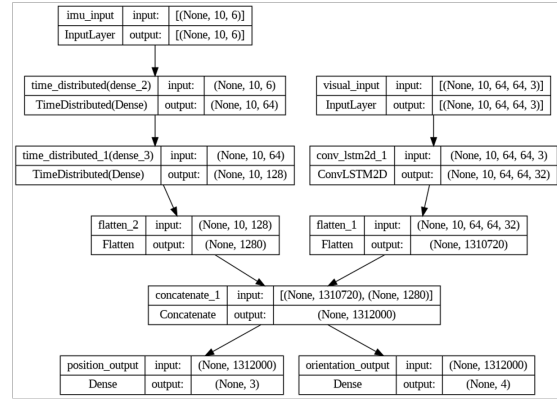 imu_input input: [(None, 10, 6)]
InputLayer output: [(None, 10, 6)]
time_distributed(dense_2) input: (None, 10, 6)
TimeDistributed(Dense) output: (None, 10, 64)
visual_input input: [(None, 10, 64, 64, 3)]
InputLayer output: [(None, 10, 64, 64, 3)]
time_distributed_1(dense_3) input: (None, 10, 64)
TimeDistributed(Dense) output: (None, 10, 128)
conv_lstm2d_1 input: (None, 10, 64, 64, 3)
ConvLSTM2D output: (None, 10, 64, 64, 32)
flatten_2 input: (None, 10, 128)
Flatten output: (None, 1280)
flatten_1 input: (None, 10, 64, 64, 32)
Flatten output: (None, 1310720)
concatenate_1 input: [(None, 1310720), (None, 1280)]
Concatenate output: (None, 1312000)
position_output input: (None, 1312000)
Dense output: (None, 3)
orientation_output input: (None, 1312000)
Dense output: (None, 4)